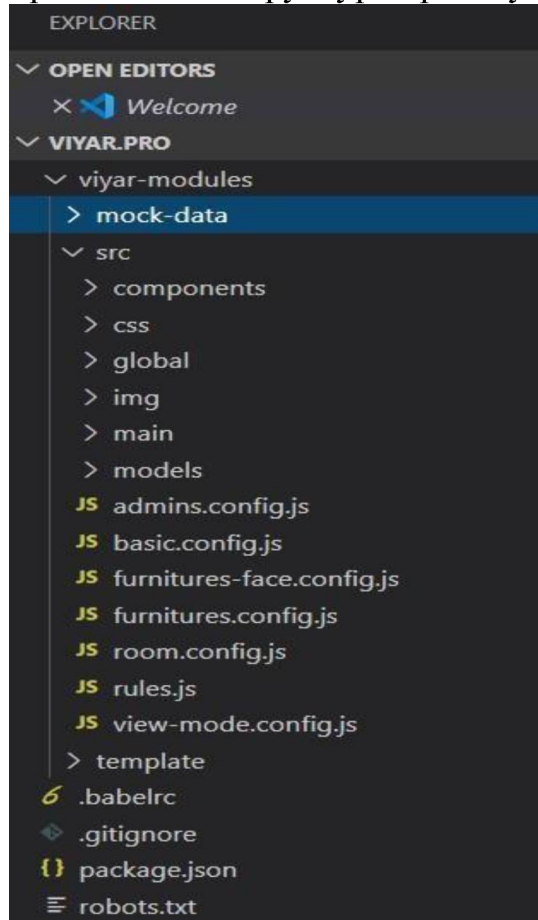 EXPLORER
OPEN EDITORS
Welcome
VIYAR.PRO
viyar-modules
mock-data
src
components
css
global
img
main
models
JS admins.config.js
JS basic.config.js
JS furnitures-face.config.js
JS furnitures.config.js
JS room.config.js
JS rules.js
JS view-mode.config.js
template
.babelrc
.gitignore
{} package.json
robots.txt